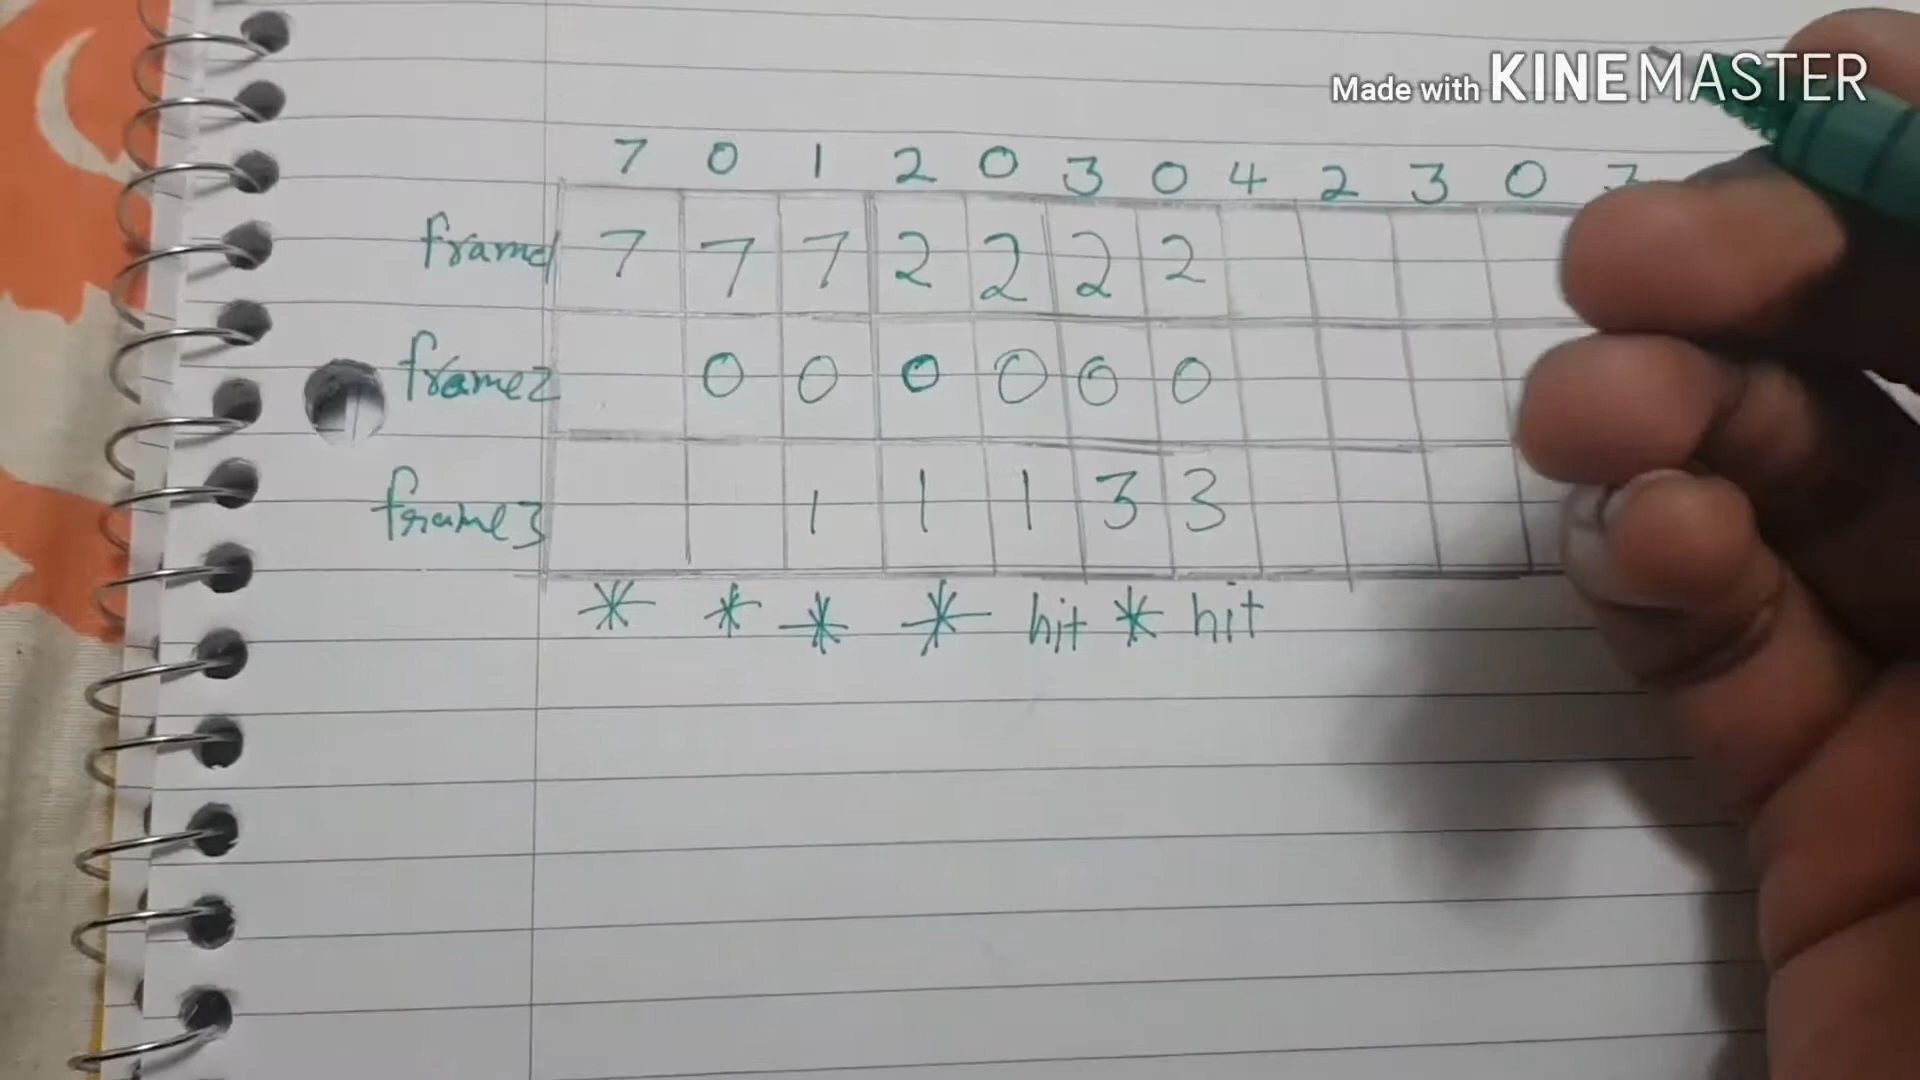 Made with KINEMASTER
7 0 1 2 0 3 0 4 2 3 0
frame1 7 7 7 2 2 2 2
frame2 0 0 0 0 0 0
frame3 1 1 1 3 3
* * * * hit * hit